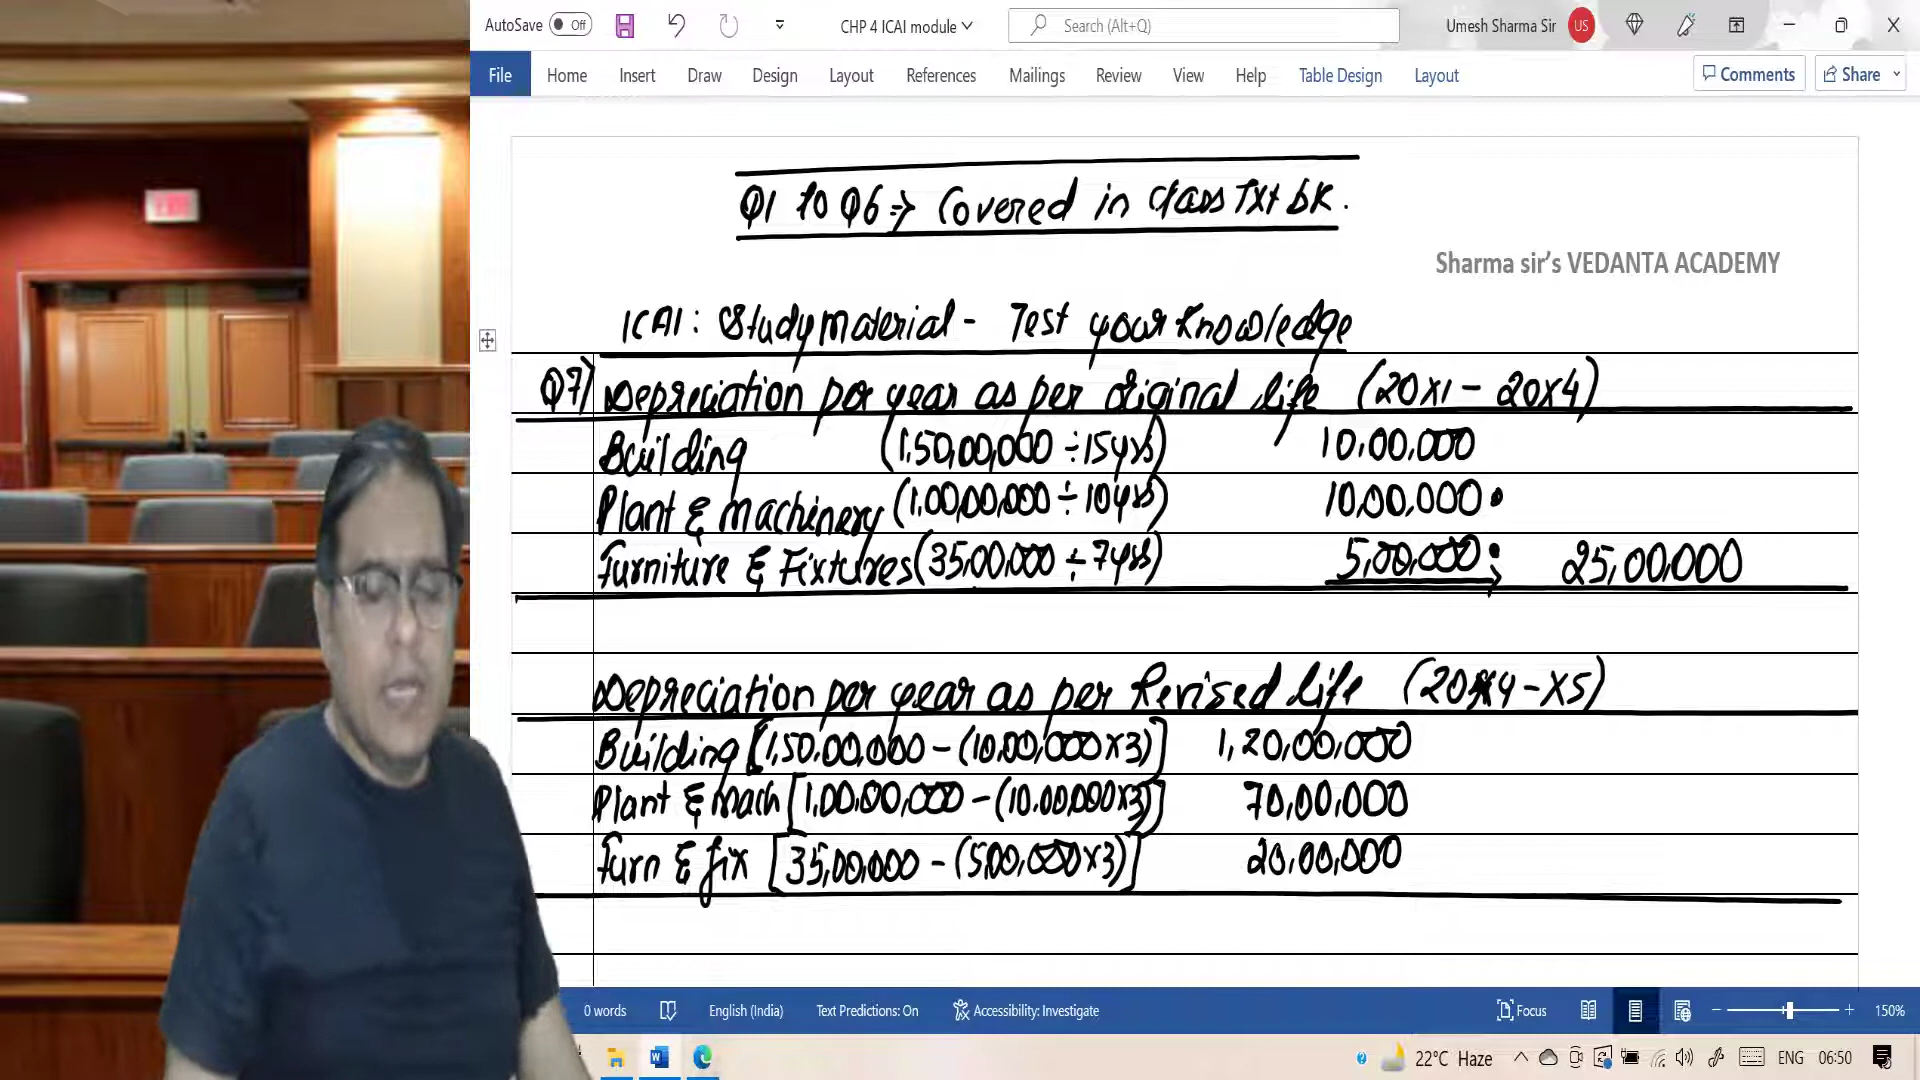 AutoSave Off CHP 4 ICAI module Search (Alt+Q) Umesh Sharma Sir US
File Home Insert Draw Design Layout References Mailings Review View Help Table Design Layout Comments Share
Q1 to Q6 ⇒ Covered in class Txt bk.
Sharma sir's VEDANTA ACADEMY
ICAI: Study Material - Test your Knowledge
Q7) Depreciation per year as per original life (20X1 - 20X4)
Building (1,50,00,000 ÷ 15yrs) 10,00,000
Plant & machinery (1,00,00,000 ÷ 10yrs) 10,00,000
Furniture & Fixtures (35,00,000 ÷ 7yrs) 5,00,000 25,00,000
Depreciation per year as per Revised life (20X4 - X5)
Building [1,50,00,000 - (10,00,000 x 3)] 1,20,00,000
Plant & Mach [1,00,00,000 - (10,00,000 x 3)] 70,00,000
Furn & fix [35,00,000 - (5,00,000 x 3)] 20,00,000
0 words English (India) Text Predictions: On Accessibility: Investigate Focus 150%
22°C Haze ENG 06:50